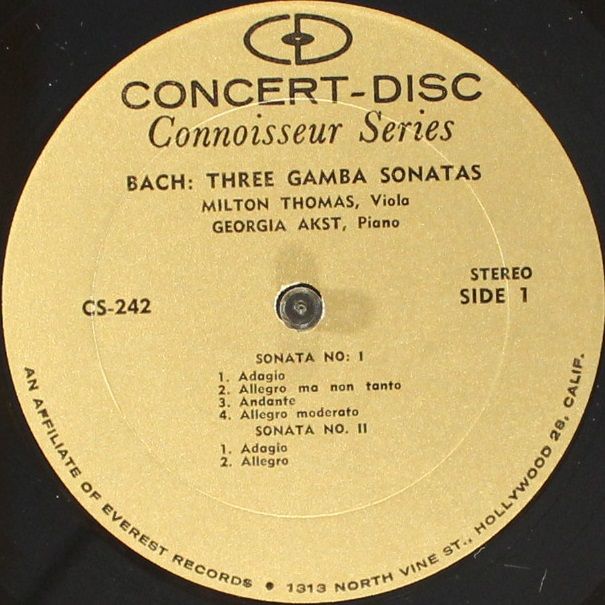 CD
CONCERT-DISC
Connoisseur Series
BACH: THREE GAMBA SONATAS
MILTON THOMAS, Viola
GEORGIA AKST, Piano
STEREO
CS-242
SIDE 1
SONATA NO: I
1. Adagio
2. Allegro ma non tanto
3. Andante
4. Allegro moderato
SONATA NO. II
1. Adagio
2. Allegro
AN AFFILIATE OF EVEREST RECORDS • 1313 NORTH VINE ST., HOLLYWOOD 28, CALIF.